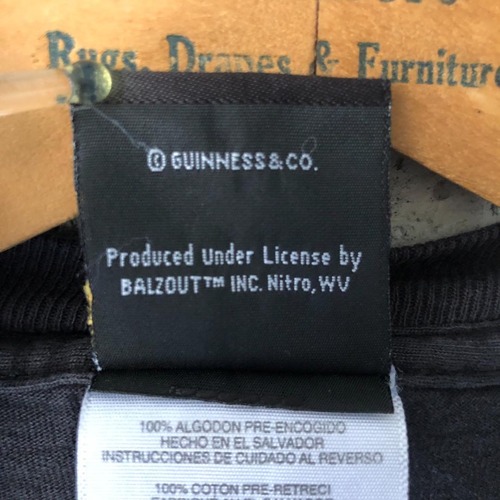 Rugs, Drapes & Furniture
© GUINNESS & CO.
Produced Under License by
BALZOUT™ INC. Nitro, WV
100% ALGODON PRE-ENCOGIDO
HECHO EN EL SALVADOR
INSTRUCCIONES DE CUIDADO AL REVERSO
100% COTON PRE-RETRECI